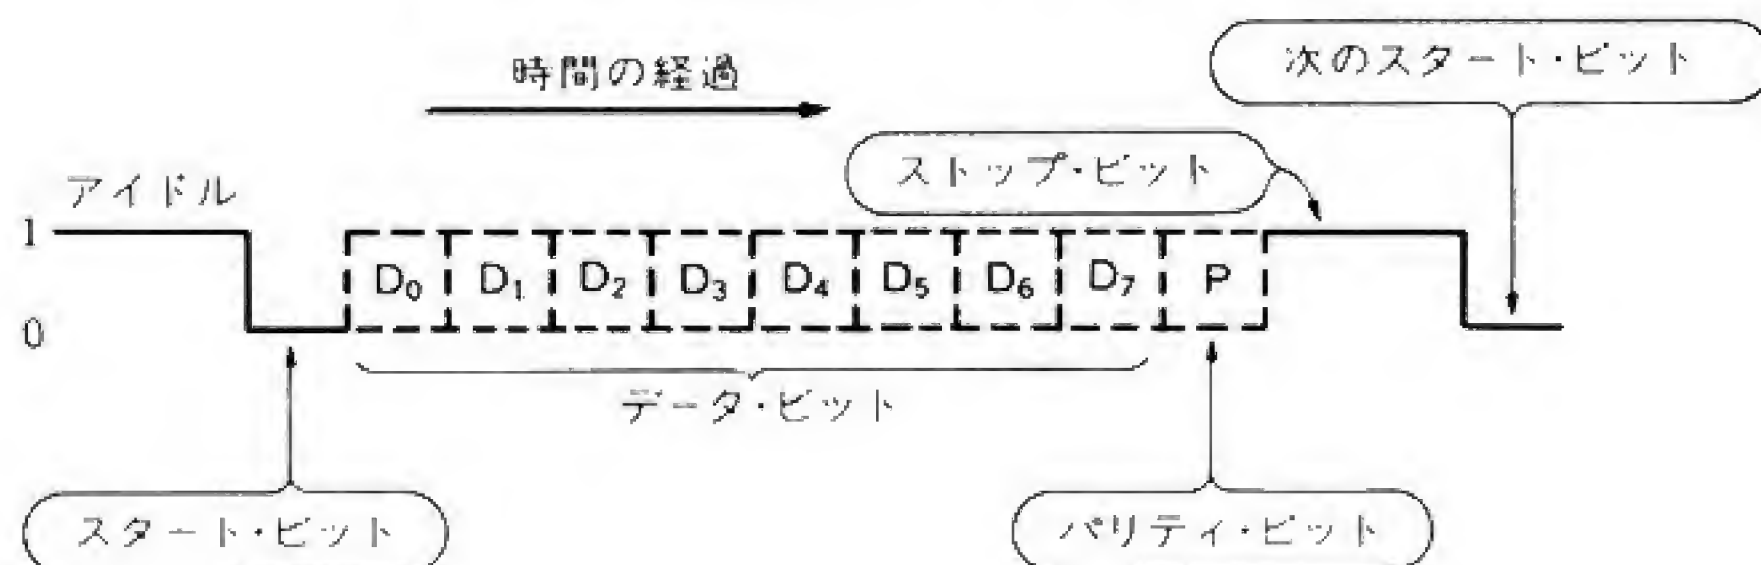 次のスタート・ビット
時間の経過
ストップ・ビット
アイドル
1
D₀ D₁ D₂ D₃ D₄ D₅ D₆ D₇ P
0
データ・ビット
スタート・ビット
パリティ・ビット